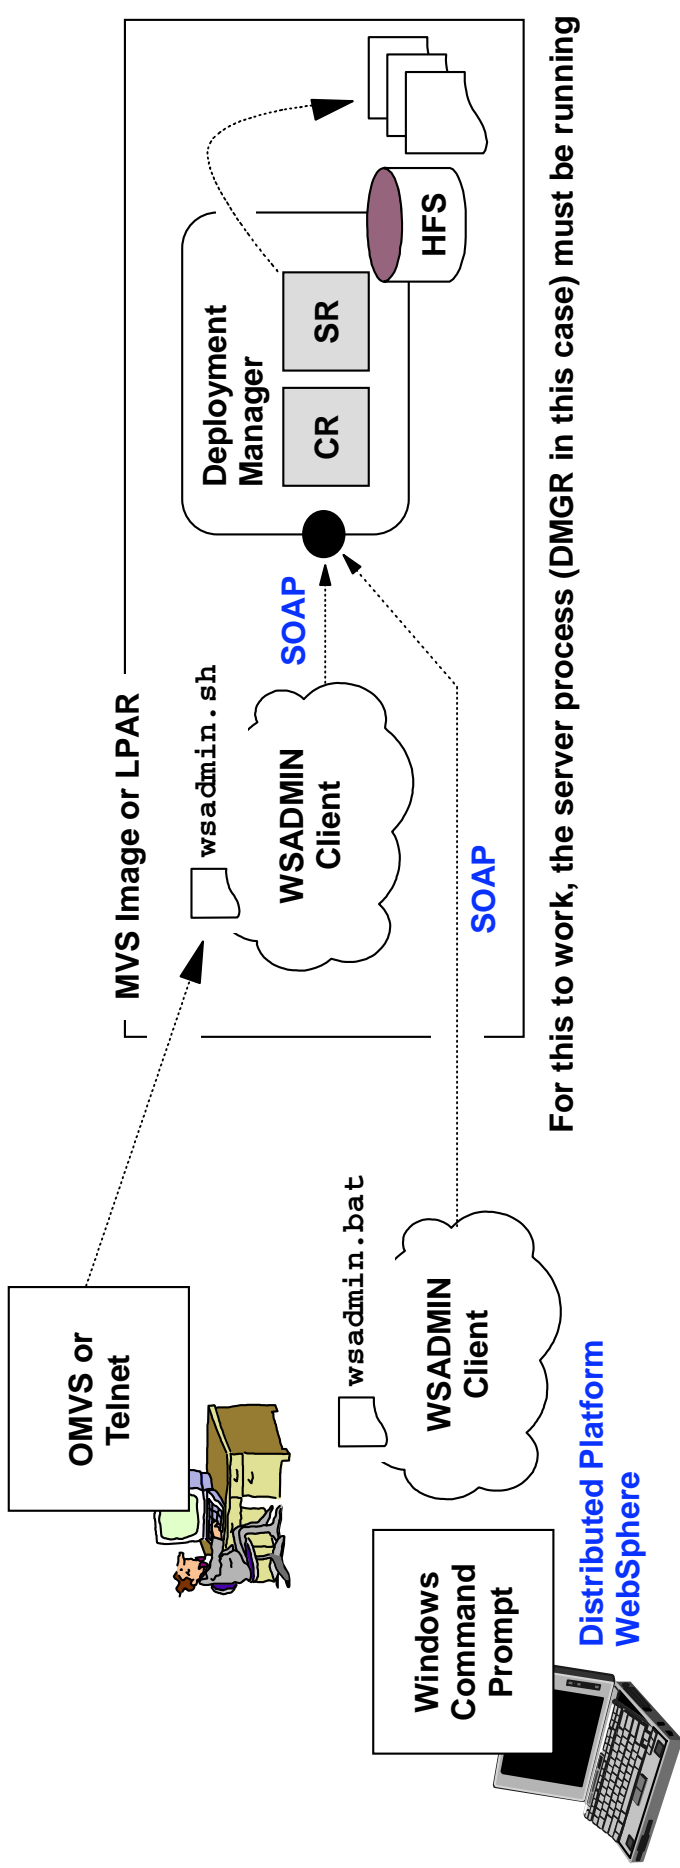 OMVS or
Telnet
MVS Image or LPAR
wsadmin.sh
WSADMIN
Client
SOAP
Deployment
Manager
CR
SR
HFS
Windows
Command
Prompt
wsadmin.bat
WSADMIN
Client
SOAP
Distributed Platform
WebSphere
For this to work, the server process (DMGR in this case) must be running